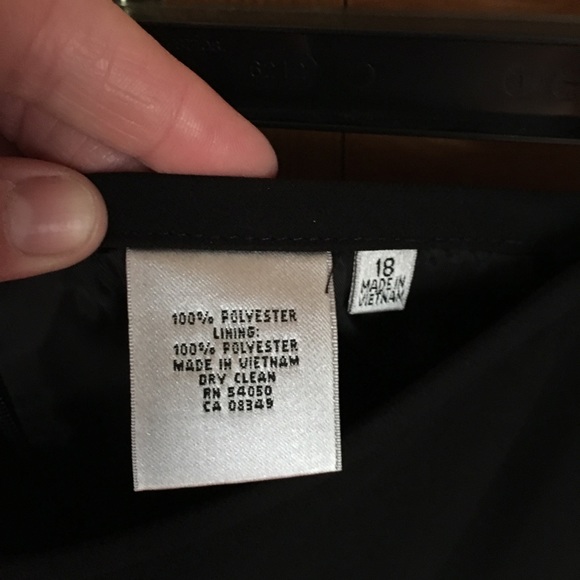 100% POLYESTER
LINING:
100% POLYESTER
MADE IN VIETNAM
DRY CLEAN
RN 54050
CA 08349
18
MADE IN
VIETNAM